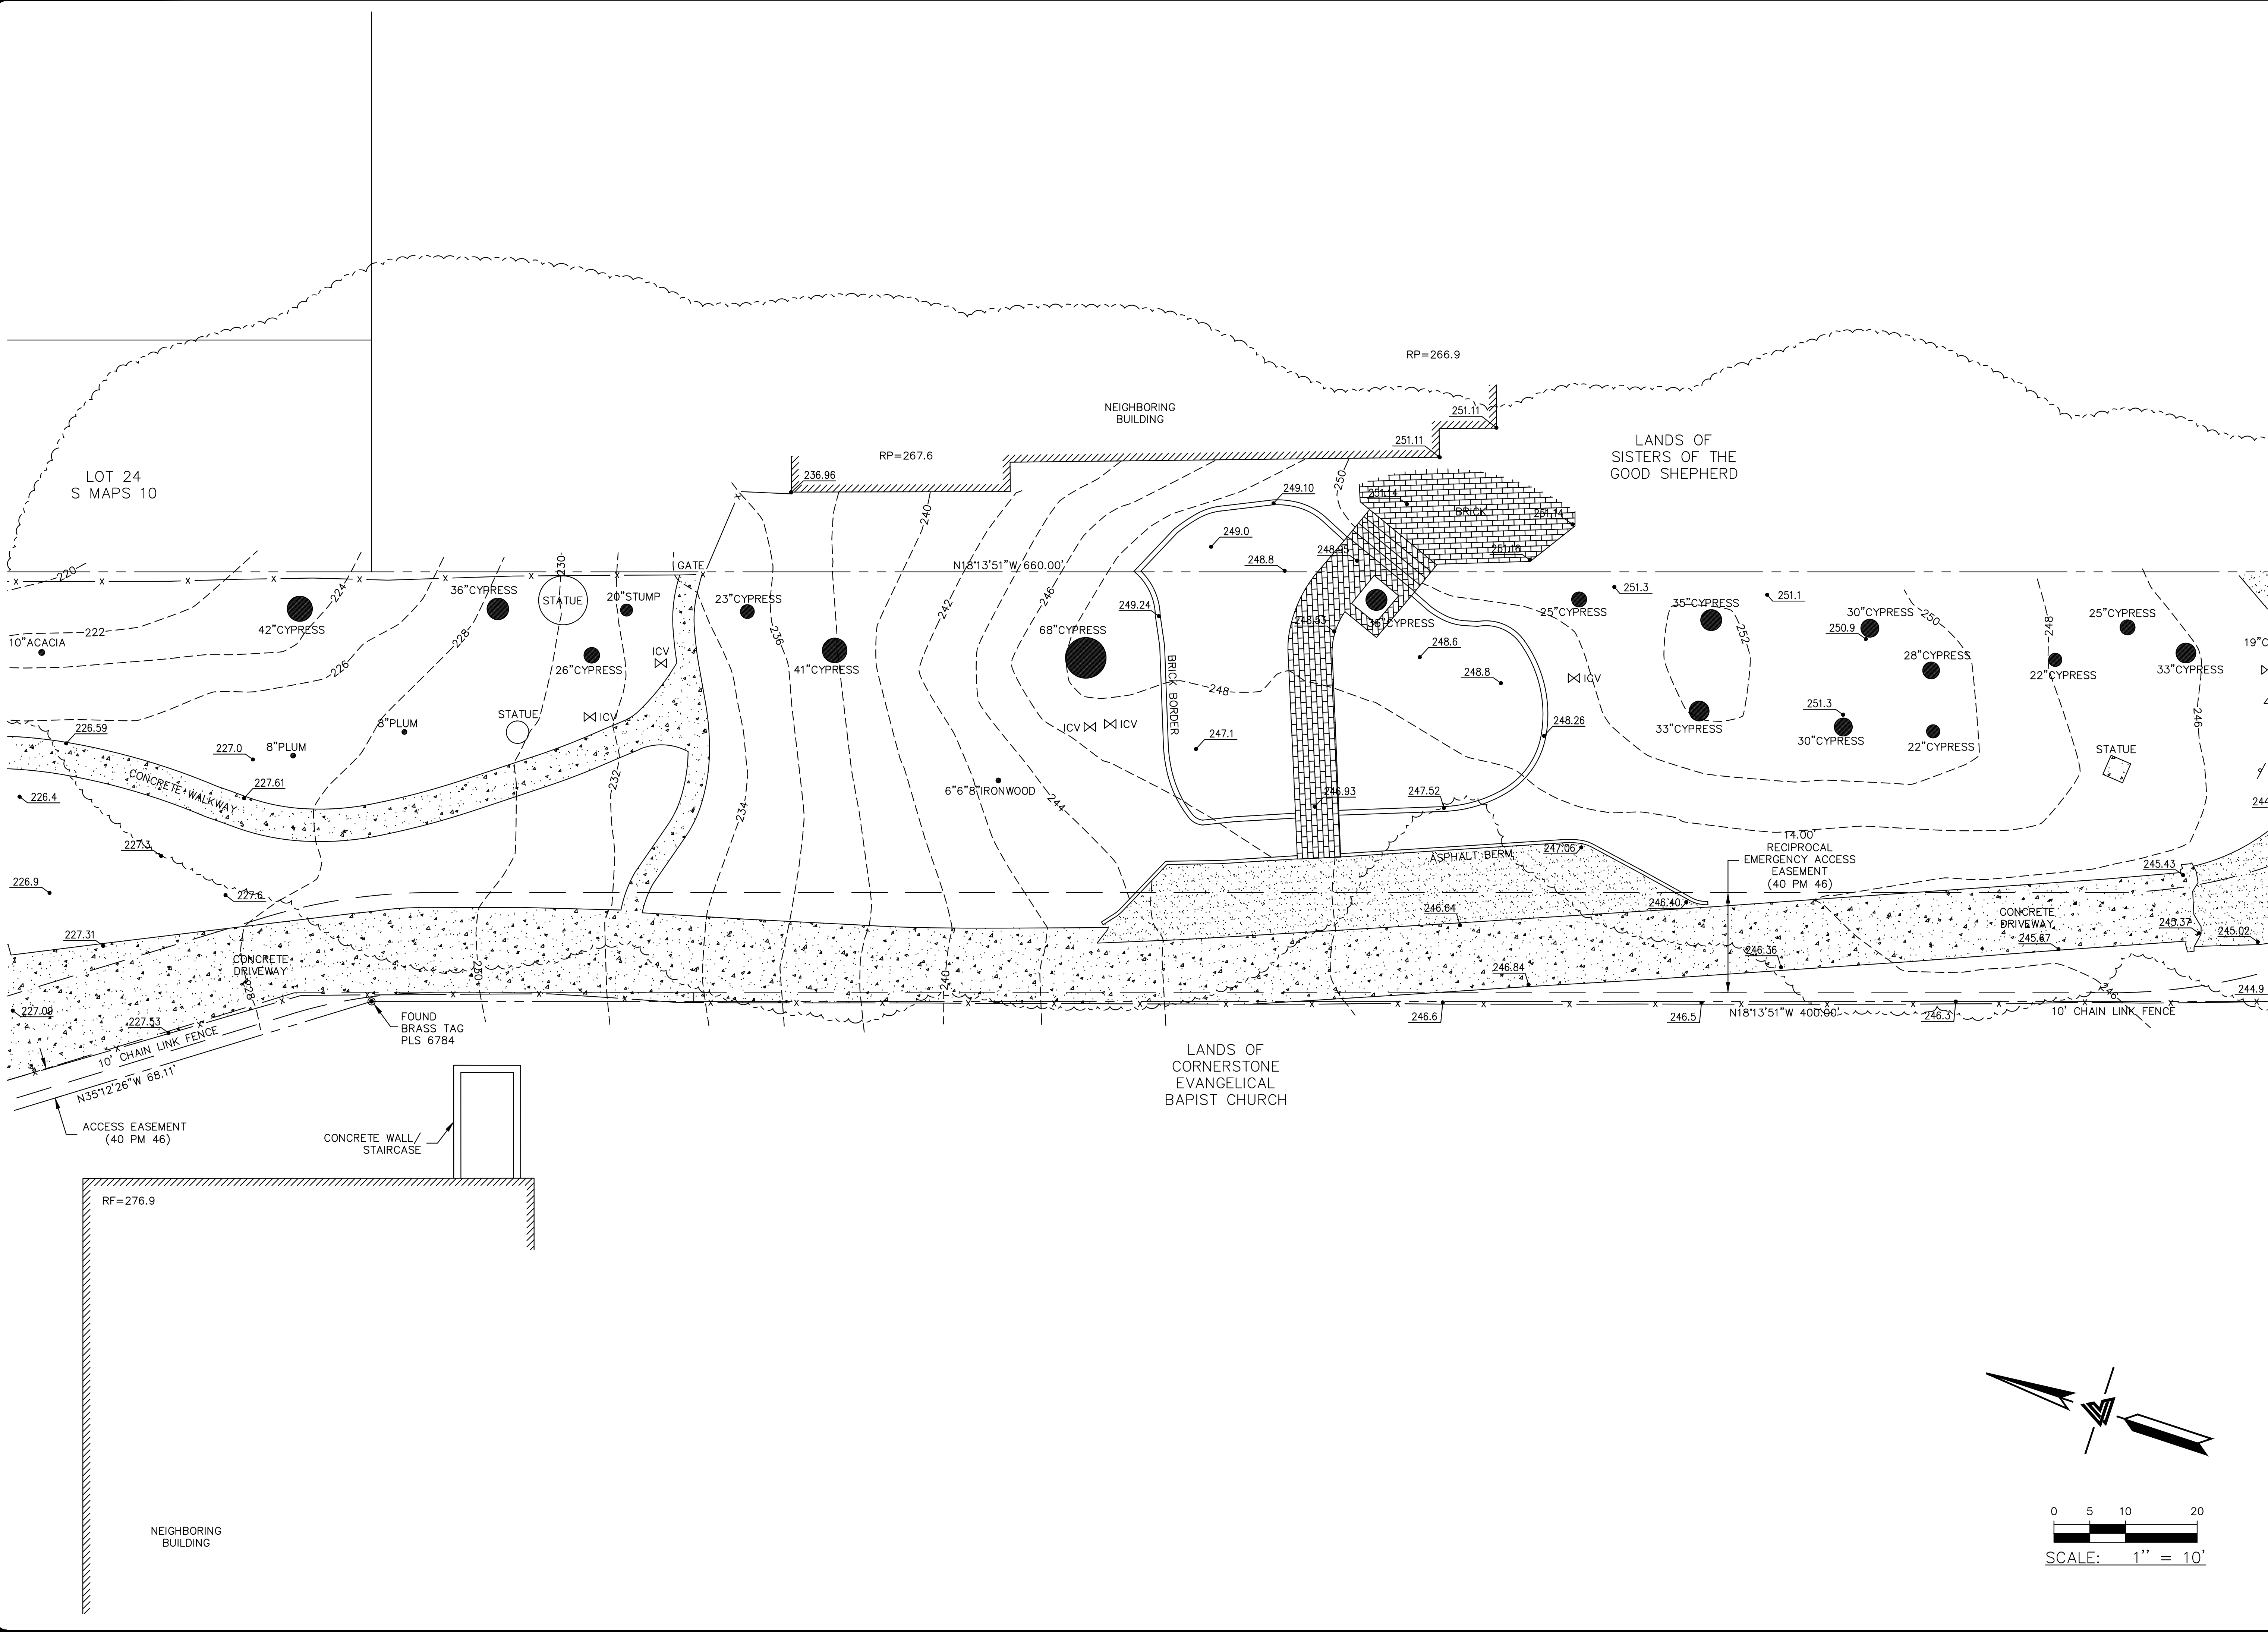 RP=266.9
NEIGHBORING
BUILDING
251.11
251.11
LANDS OF
SISTERS OF THE
GOOD SHEPHERD
RP=267.6
LOT 24
S MAPS 10
236.96
249.10
250
251.14
BRICK
251.14
240
249.0
248.95
251.18
220
230
GATE
N18°13'51"W 660.00'
248.8
224
36"CYPRESS
STATUE
20"STUMP
23"CYPRESS
242
246
249.24
251.3
251.1
25"CYPRESS
35"CYPRESS
30"CYPRESS
250
25"CYPRESS
222
42"CYPRESS
228
236
68"CYPRESS
248.53
250.9
252
248
10"ACACIA
226
ICV
26"CYPRESS
41"CYPRESS
248.6
28"CYPRESS
22"CYPRESS
33"CYPRESS
248.8
ICV
248
BRICK BORDER
8"PLUM
STATUE
ICV
ICV
ICV
248.26
251.3
33"CYPRESS
30"CYPRESS
22"CYPRESS
246
226.59
227.0
8"PLUM
247.1
STATUE
CONCRETE WALKWAY
227.61
232
234
6"6"8"IRONWOOD
244
246.93
247.52
226.4
227.3
ASPHALT BERM
247.06
14.00'
RECIPROCAL
EMERGENCY ACCESS
EASEMENT
(40 PM 46)
245.43
226.9
227.6
246.64
246.40
CONCRETE
DRIVEWAY
245.37
245.02
227.31
CONCRETE
DRIVEWAY
228
230
240
246.84
246.36
245.67
244.9
246
227.09
227.53
10' CHAIN LINK FENCE
N35°12'26"W 68.11'
FOUND
BRASS TAG
PLS 6784
246.6
246.5
N18°13'51"W 400.00'
246.3
10' CHAIN LINK FENCE
LANDS OF
CORNERSTONE
EVANGELICAL
BAPIST CHURCH
ACCESS EASEMENT
(40 PM 46)
CONCRETE WALL/
STAIRCASE
RF=276.9
NEIGHBORING
BUILDING
0 5 10 20
SCALE: 1'' = 10'